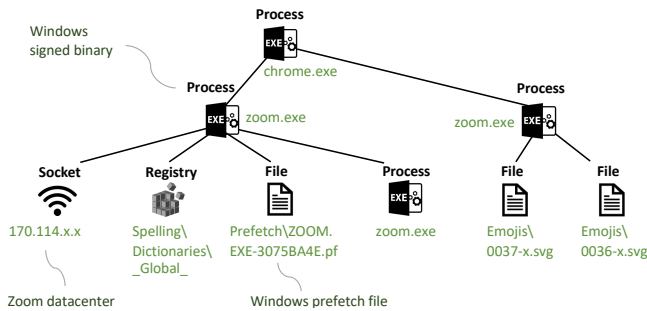 Process
Windows
signed binary
EXE
chrome.exe
Process
Process
EXE
zoom.exe
zoom.exe
EXE
Socket
Registry
File
Process
File
File
EXE
170.114.x.x
Spelling\
Dictionaries\
_Global_
Prefetch\ZOOM.
EXE-3075BA4E.pf
zoom.exe
Emojis\
0037-x.svg
Emojis\
0036-x.svg
Zoom datacenter
Windows prefetch file